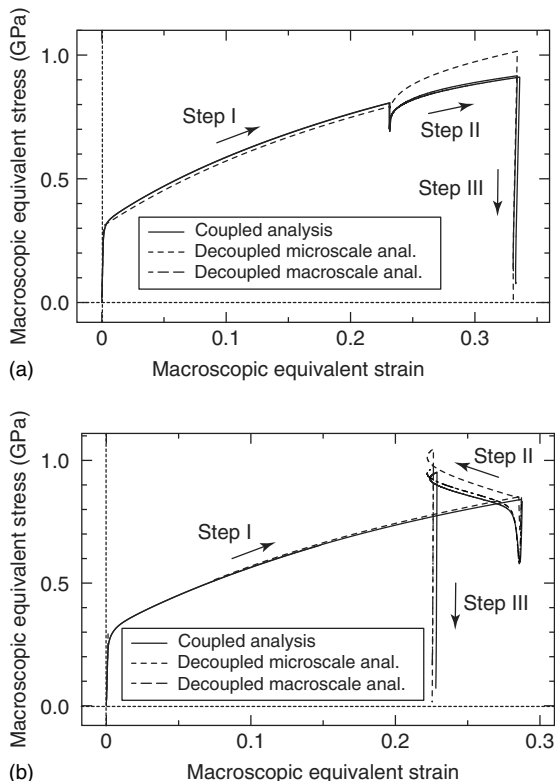 Macroscopic equivalent stress (GPa)
1.0
0.5
0.0
Step I
Step II
Step III
Coupled analysis
Decoupled microscale anal.
Decoupled macroscale anal.
0
0.1
0.2
0.3
(a)
Macroscopic equivalent strain
Macroscopic equivalent stress (GPa)
1.0
0.5
0.0
Step I
Step II
Step III
Coupled analysis
Decoupled microscale anal.
Decoupled macroscale anal.
0
0.1
0.2
0.3
(b)
Macroscopic equivalent strain